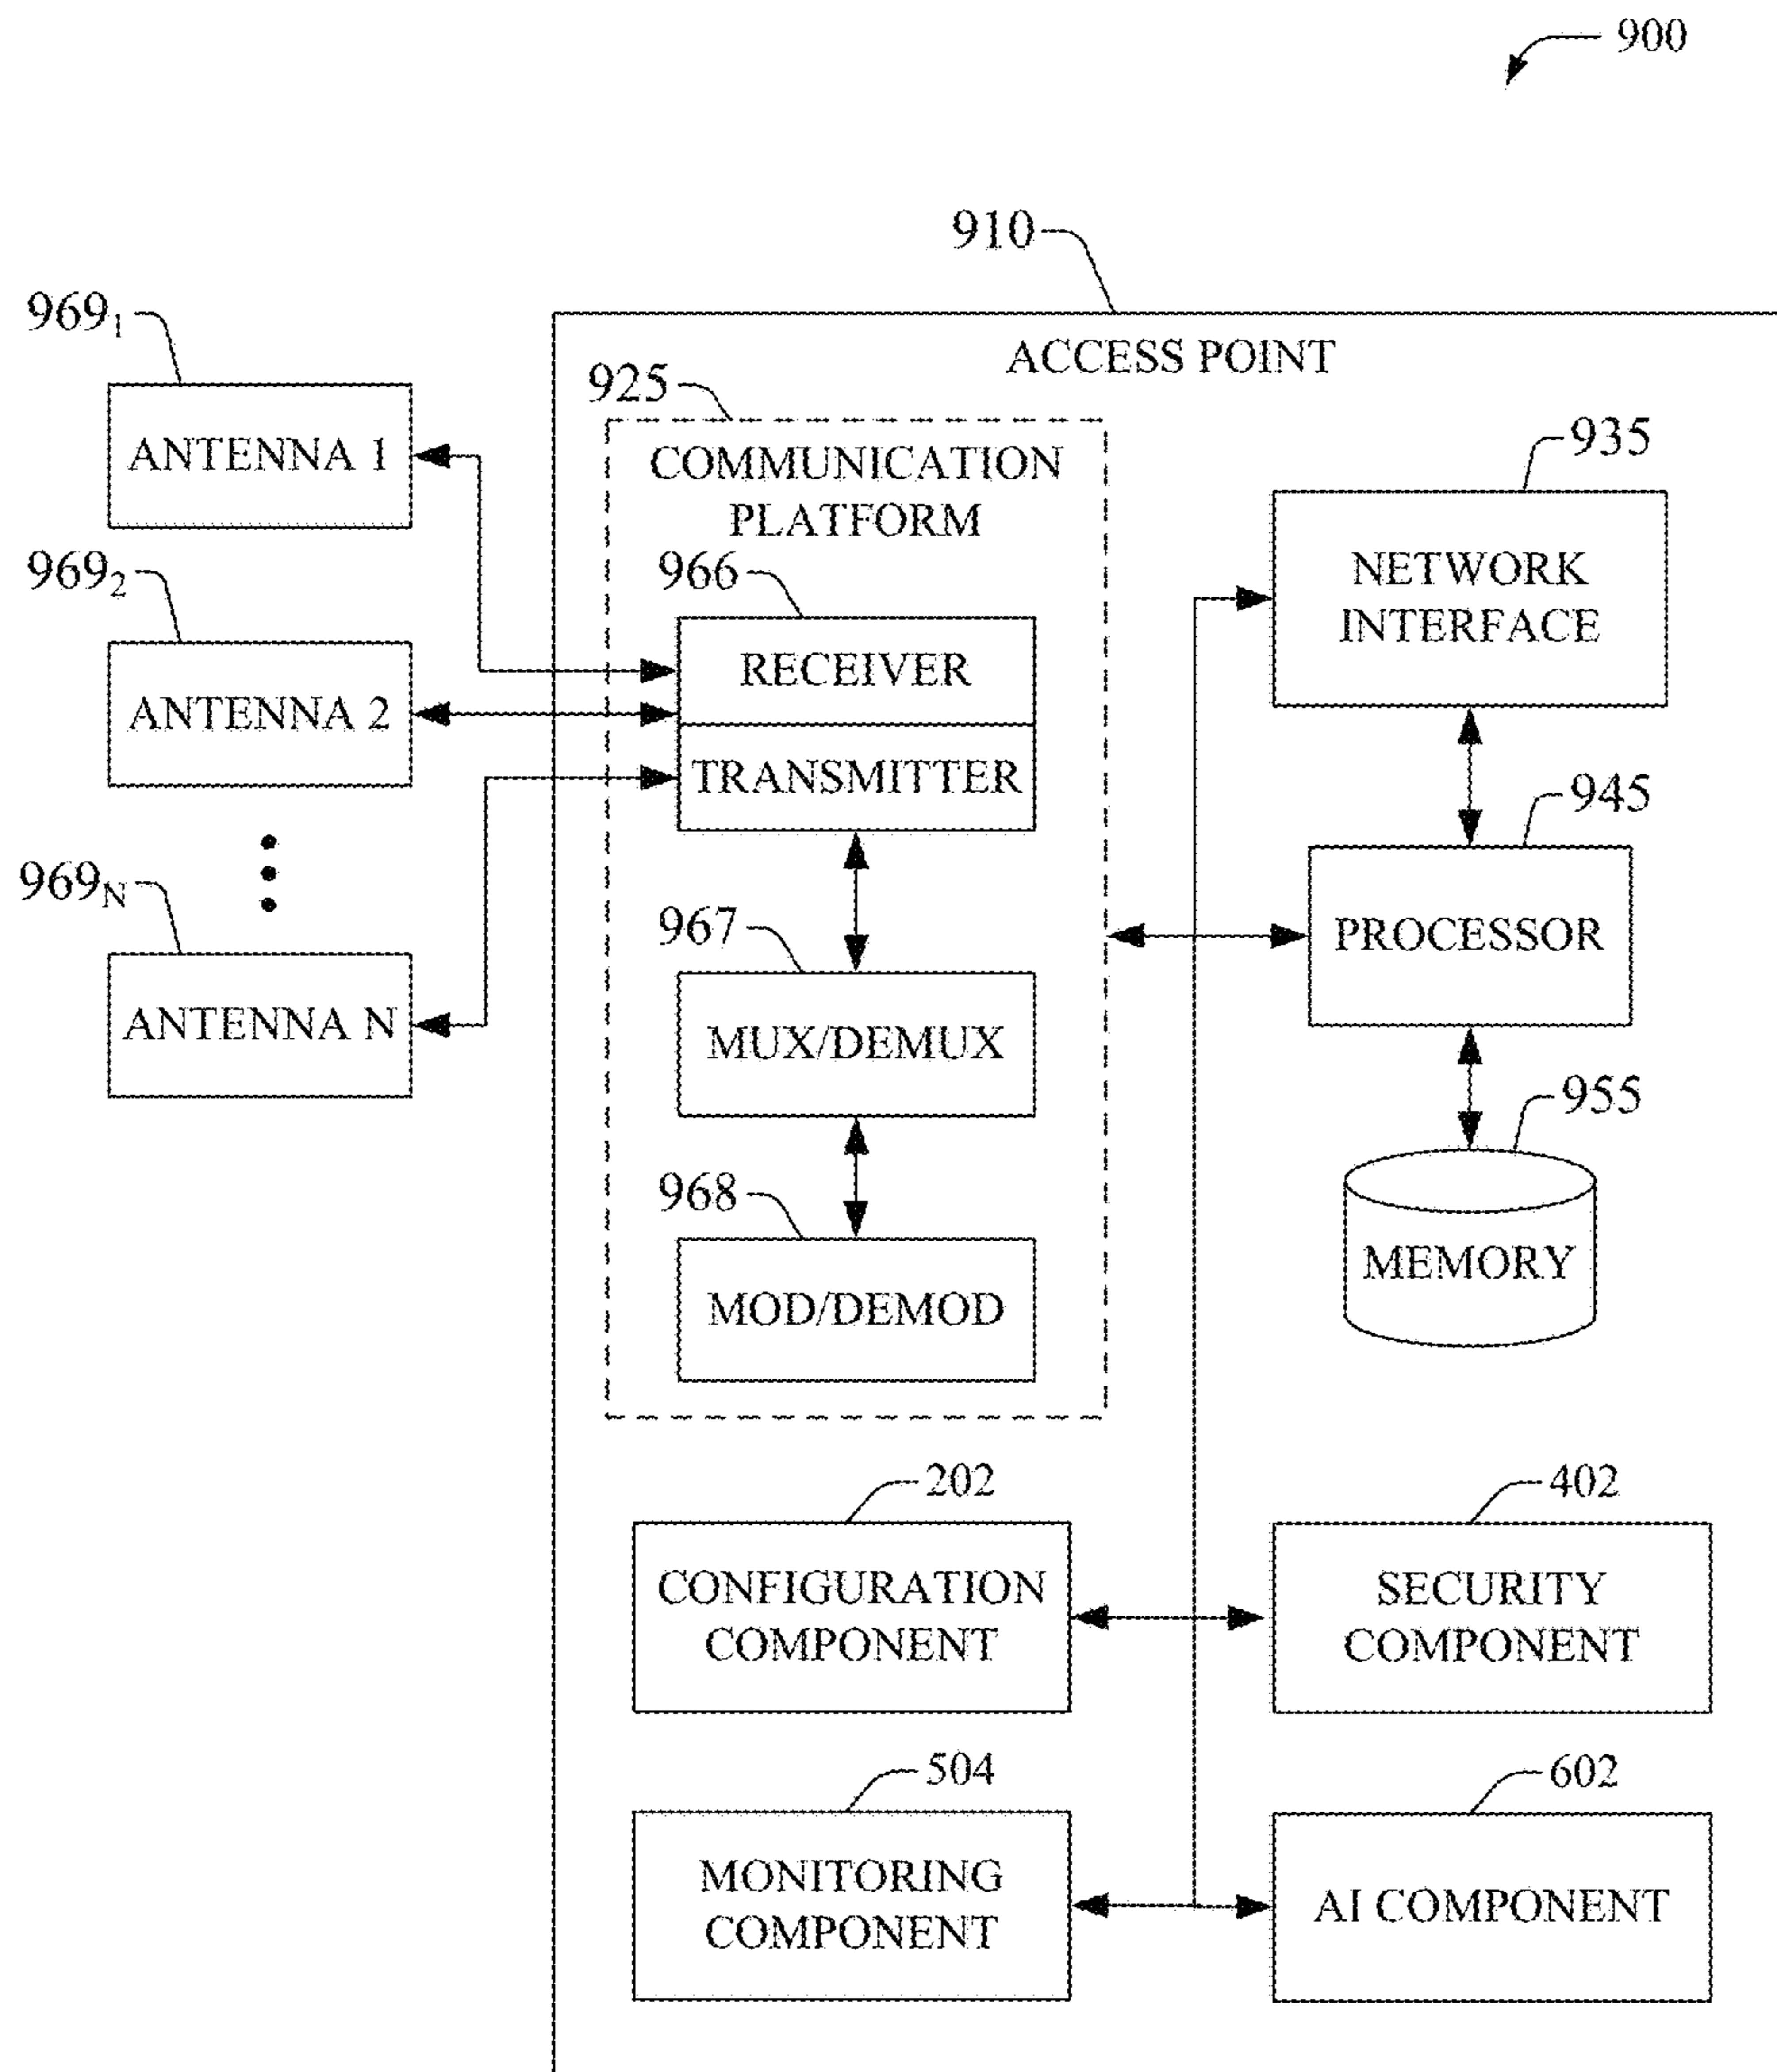 900
910
969₁
ACCESS POINT
925
ANTENNA 1
COMMUNICATION
PLATFORM
935
969₂
966
NETWORK
INTERFACE
RECEIVER
ANTENNA 2
TRANSMITTER
945
969N
967
PROCESSOR
ANTENNA N
MUX/DEMUX
955
968
MEMORY
MOD/DEMOD
202
402
CONFIGURATION
COMPONENT
SECURITY
COMPONENT
504
602
MONITORING
COMPONENT
AI COMPONENT